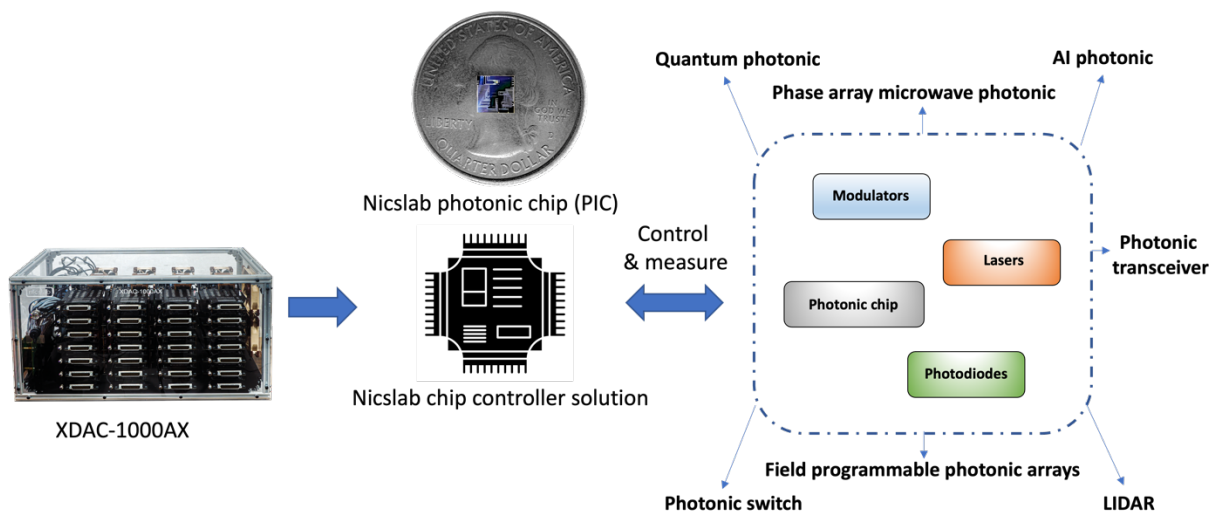 UNITED STATES OF AMERICA
LIBERTY
IN
GOD WE
TRUST
QUARTER DOLLAR
Nicslab photonic chip (PIC)
XDAC-1000AX
XDAC-1000AX
Nicslab chip controller solution
Control
& measure
Quantum photonic
AI photonic
Phase array microwave photonic
Modulators
Lasers
Photonic chip
Photodiodes
Photonic
transceiver
Field programmable photonic arrays
Photonic switch
LIDAR